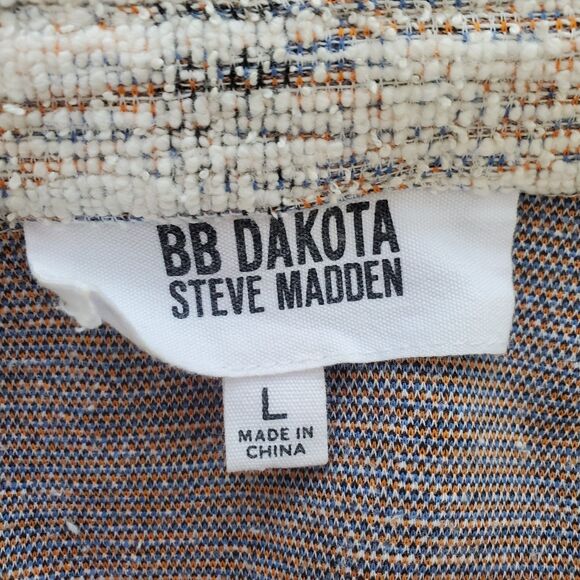 BB DAKOTA
STEVE MADDEN
L
MADE IN
CHINA